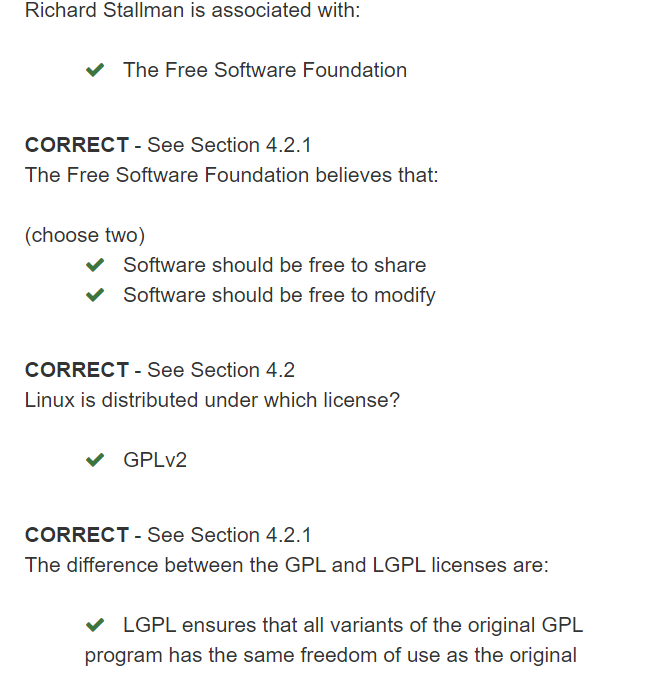 Richard Stallman is associated with:
The Free Software Foundation
CORRECT - See Section 4.2.1
The Free Software Foundation believes that:
(choose two)
Software should be free to share
Software should be free to modify
CORRECT - See Section 4.2
Linux is distributed under which license?
GPLv2
CORRECT - See Section 4.2.1
The difference between the GPL and LGPL licenses are:
LGPL ensures that all variants of the original GPL
program has the same freedom of use as the original